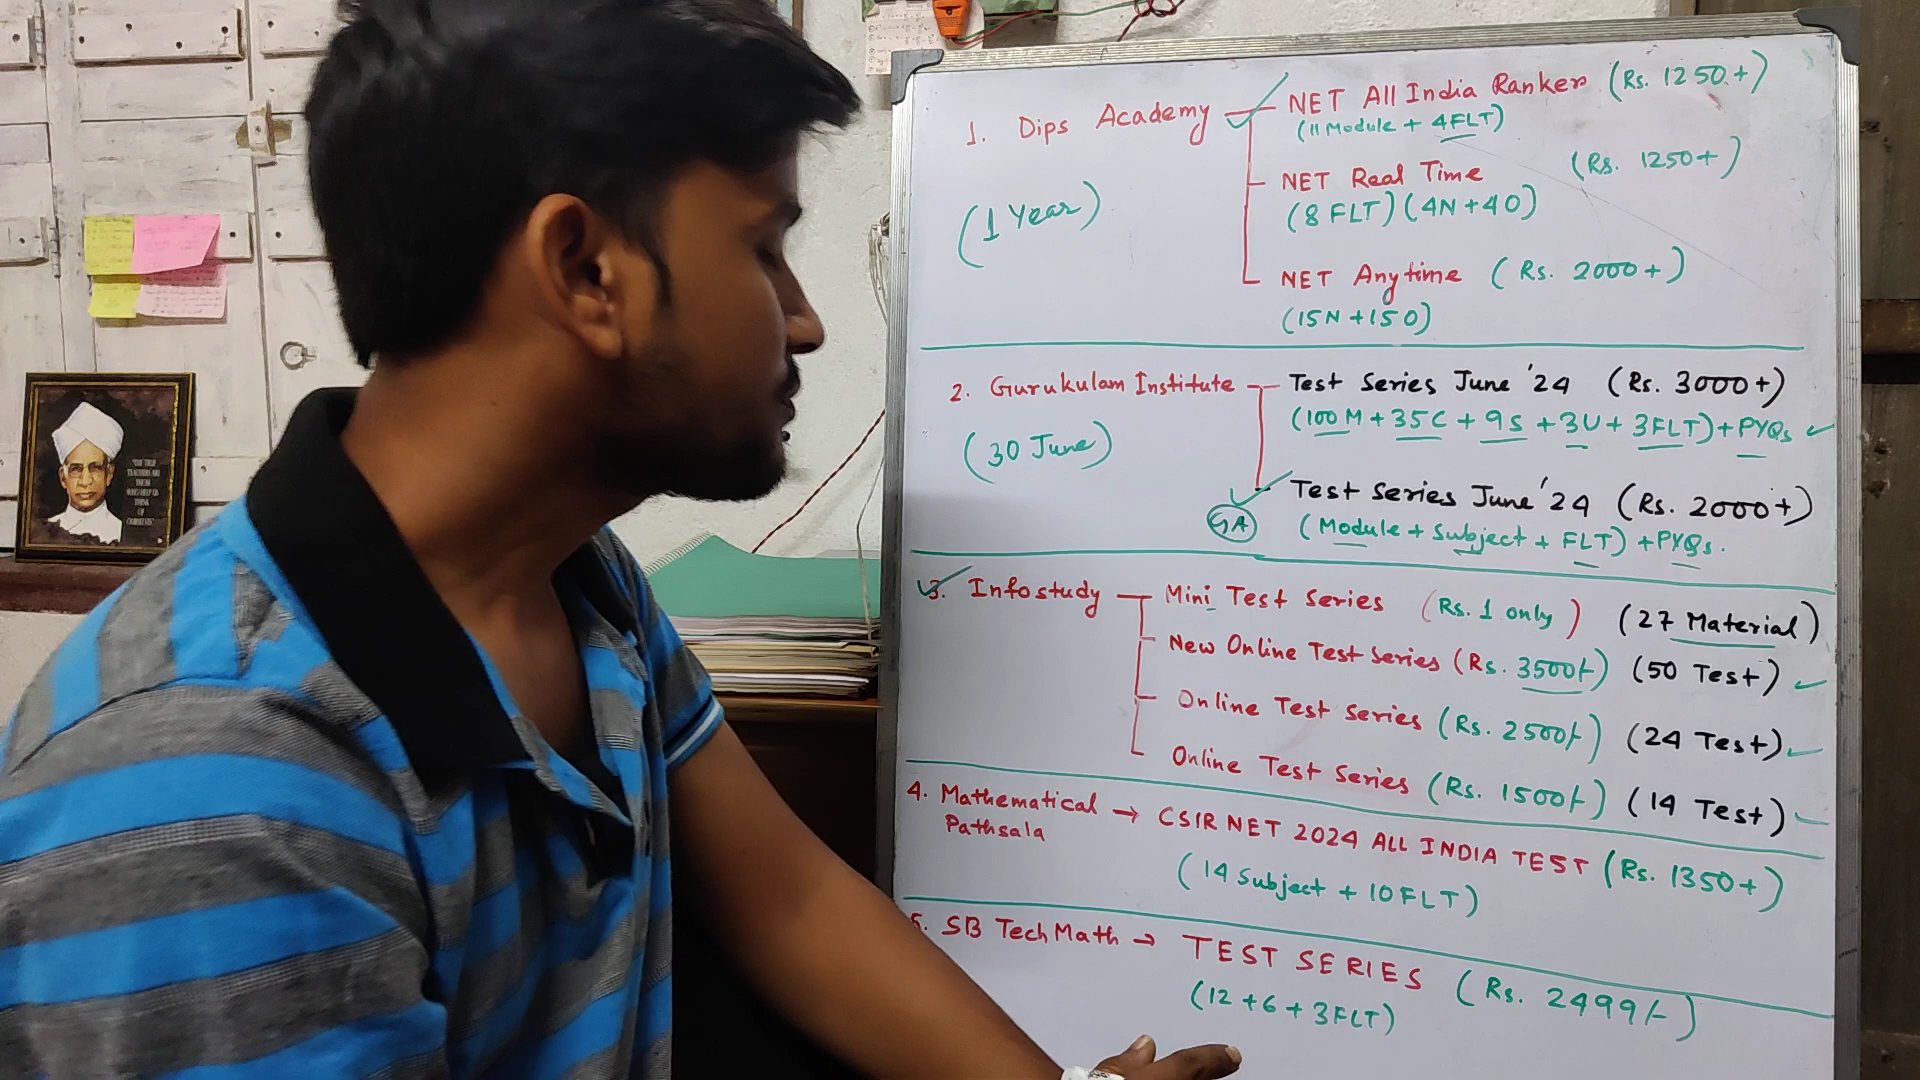 1. Dips Academy — NET All India Ranker (Rs. 1250+)
(11 Module + 4FLT)
NET Real Time (Rs. 1250+)
(8 FLT) (4N+4O)
(1 Year)
NET Anytime (Rs. 2000+)
(15N+15O)
2. Gurukulam Institute — Test Series June '24 (Rs. 3000+)
(100M + 35C + 9S + 3U + 3FLT) + PYQs
(30 June)
Test Series June '24 (Rs. 2000+)
GA
(Module + Subject + FLT) + PYQs.
3. Infostudy — Mini Test Series (Rs. 1 only) (27 Material)
New Online Test Series (Rs. 3500/-) (50 Test)
Online Test Series (Rs. 2500/-) (24 Test)
Online Test Series (Rs. 1500/-) (14 Test)
4. Mathematical Pathsala → CSIR NET 2024 ALL INDIA TEST (Rs. 1350+)
(14 Subject + 10 FLT)
5. SB TechMath → TEST SERIES (Rs. 2499/-)
(12+6+3FLT)